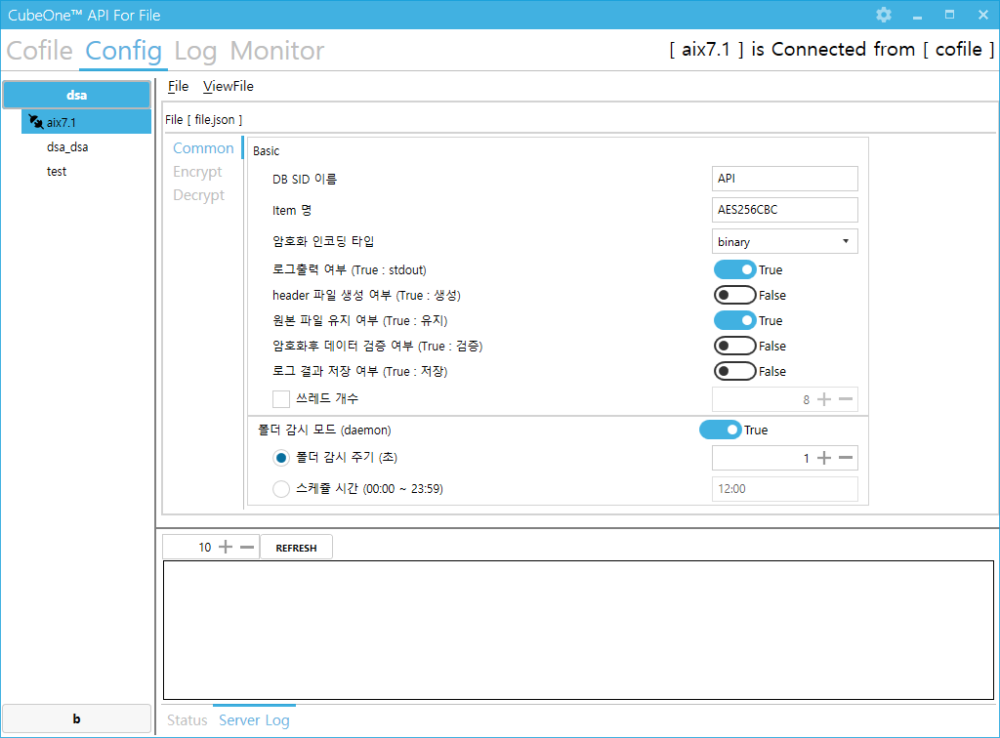 CubeOne™ API For File
Cofile Config Log Monitor [ aix7.1 ] is Connected from [ cofile ]
dsa
aix7.1
dsa_dsa
test
b
File ViewFile
File [ file.json ]
Common
Encrypt
Decrypt
Basic
DB SID 이름 API
Item 명 AES256CBC
암호화 인코딩 타입 binary
로그출력 여부 (True : stdout) True
header 파일 생성 여부 (True : 생성) False
원본 파일 유지 여부 (True : 유지) True
암호화후 데이터 검증 여부 (True : 검증) False
로그 결과 저장 여부 (True : 저장) False
쓰레드 개수 8
폴더 감시 모드 (daemon) True
폴더 감시 주기 (초) 1
스케쥴 시간 (00:00 ~ 23:59) 12:00
10 REFRESH
Status Server Log